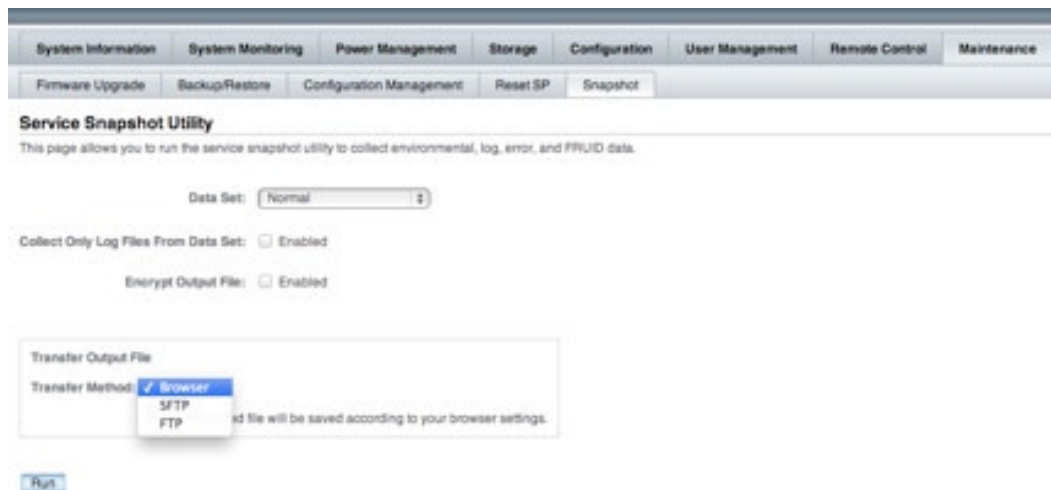 System Information System Monitoring Power Management Storage Configuration User Management Remote Control Maintenance
Firmware Upgrade Backup/Restore Configuration Management Reset SP Snapshot
Service Snapshot Utility
This page allows you to run the service snapshot utility to collect environmental, log, error, and FRUID data.
Data Set: Normal
Collect Only Log Files From Data Set: Enabled
Encrypt Output File: Enabled
Transfer Output File
Transfer Method: ✓ Browser
SFTP
FTP
file will be saved according to your browser settings.
Run